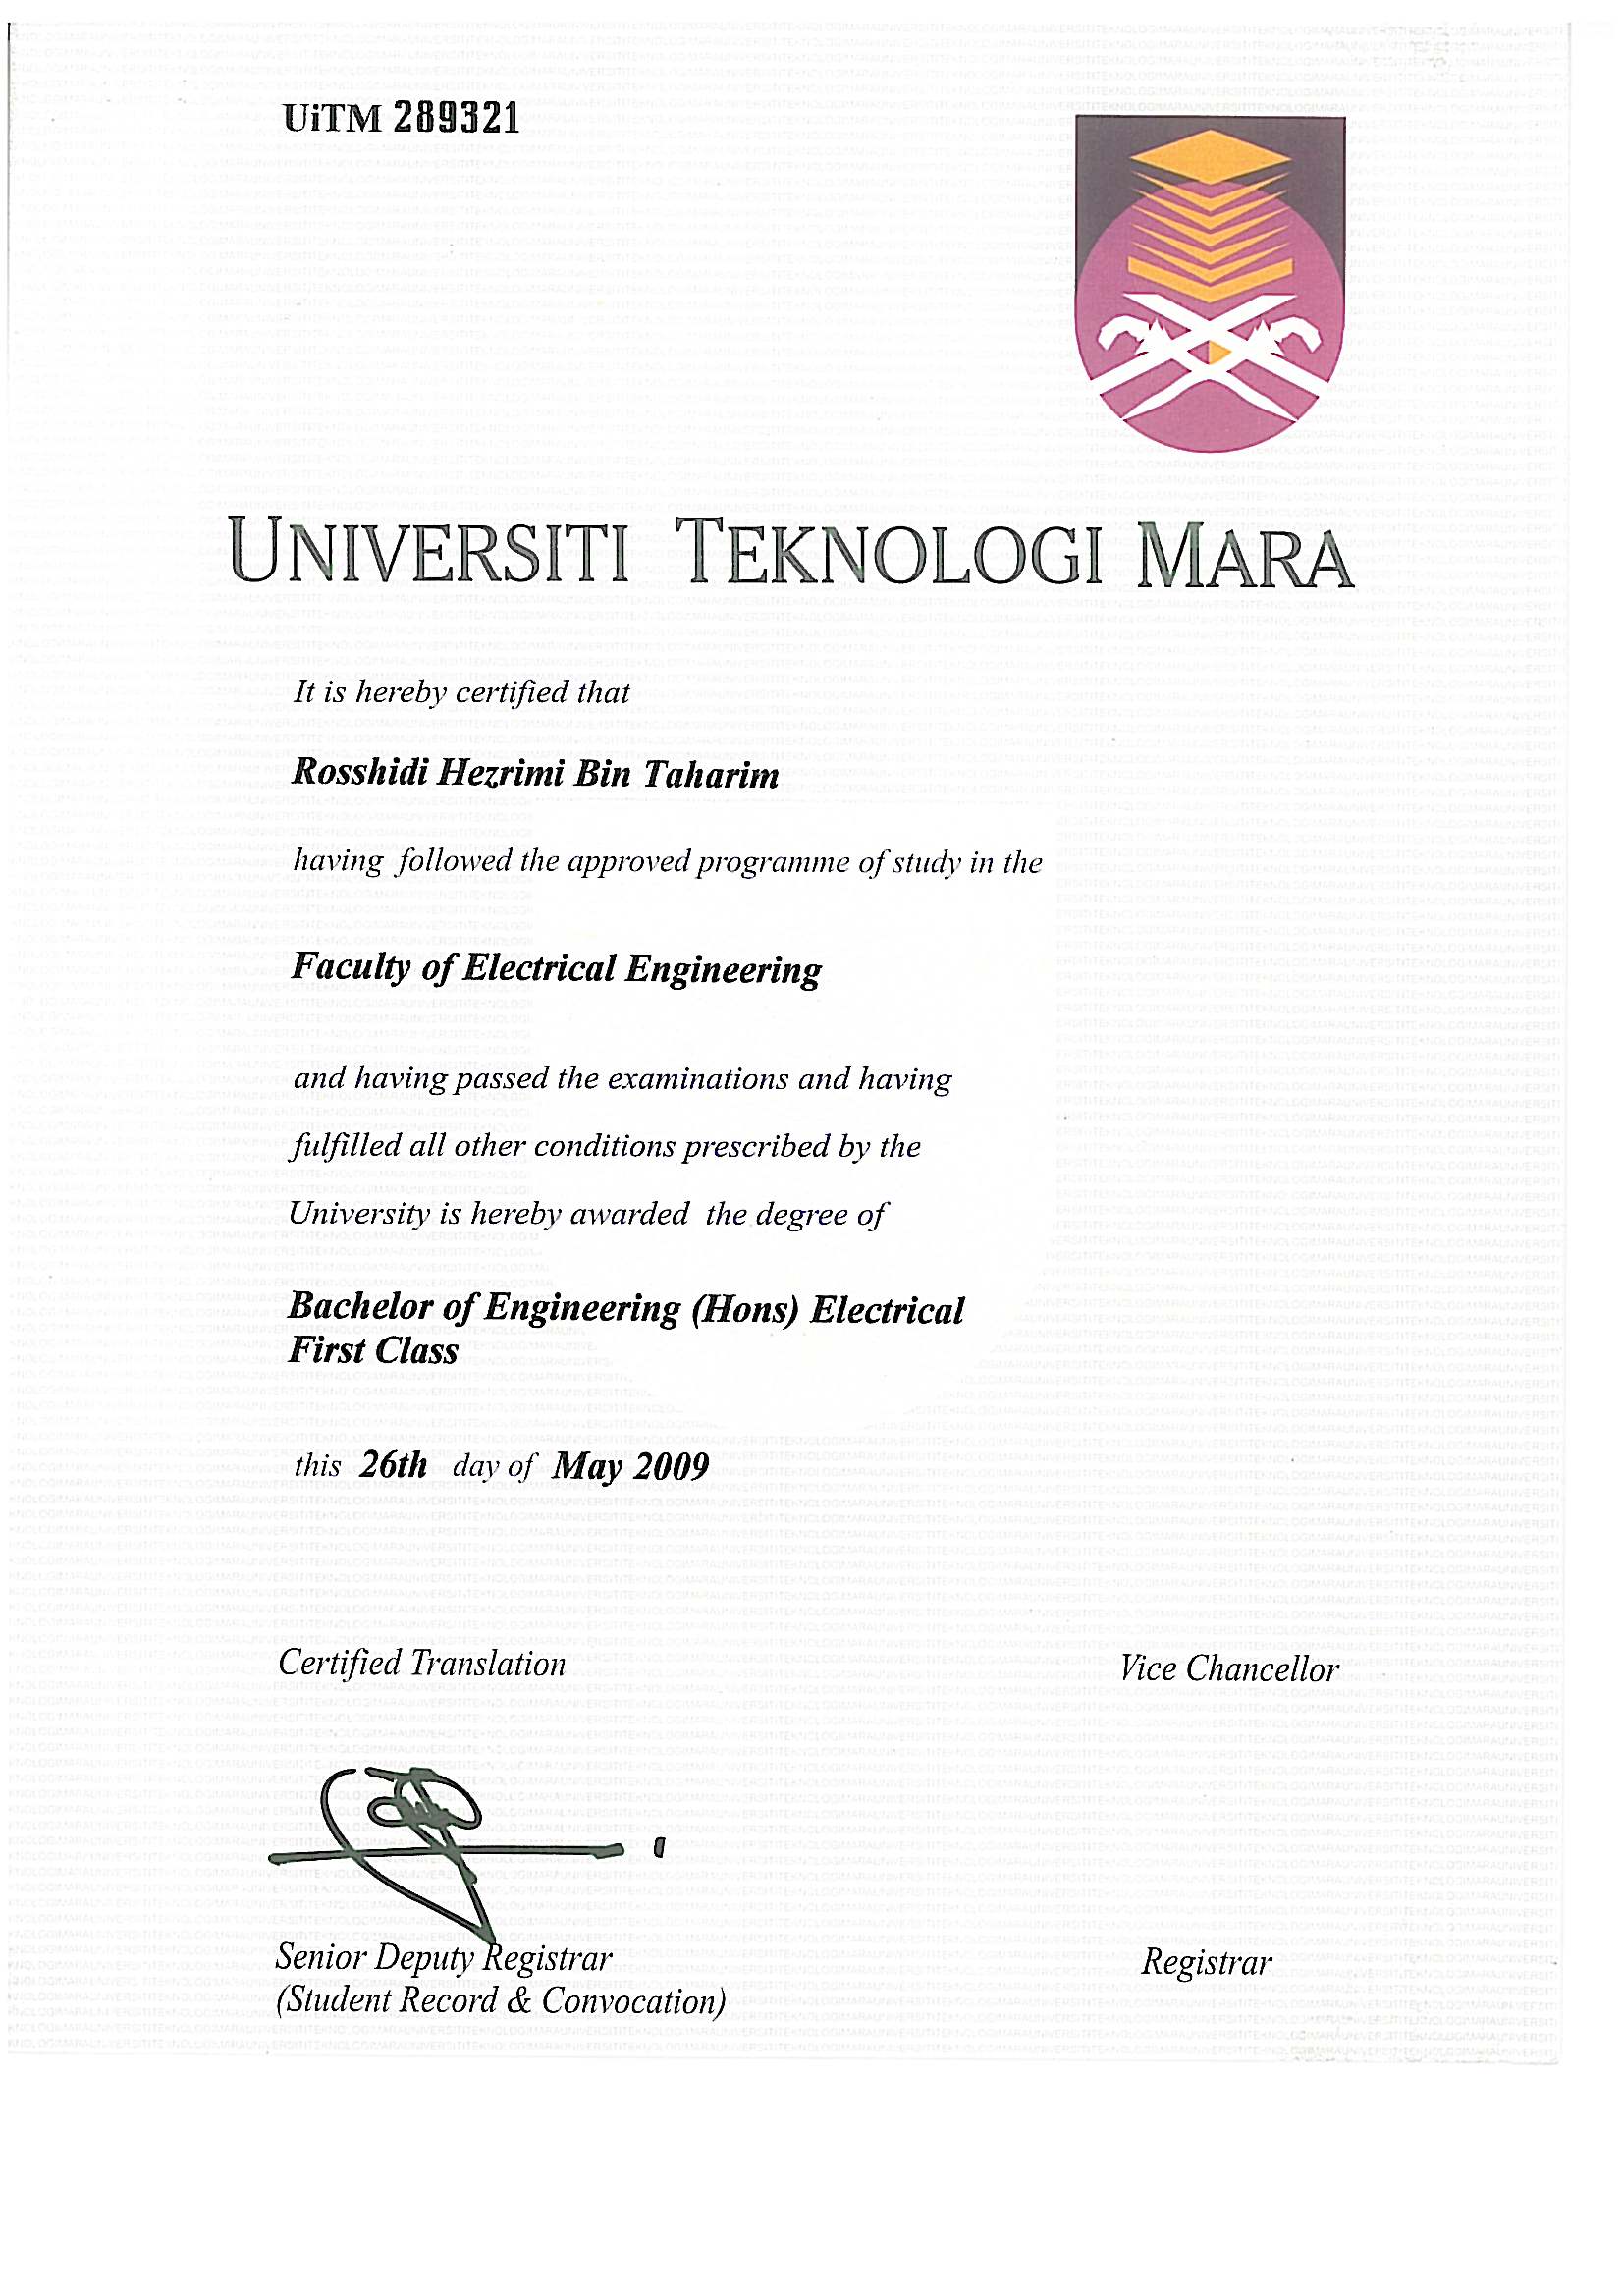 UiTM 289321
UNIVERSITI TEKNOLOGI MARA
It is hereby certified that
Rosshidi Hezrimi Bin Taharim
having followed the approved programme of study in the
Faculty of Electrical Engineering
and having passed the examinations and having
fulfilled all other conditions prescribed by the
University is hereby awarded the degree of
Bachelor of Engineering (Hons) Electrical
First Class
this 26th day of May 2009
Certified Translation
Vice Chancellor
Senior Deputy Registrar
(Student Record & Convocation)
Registrar